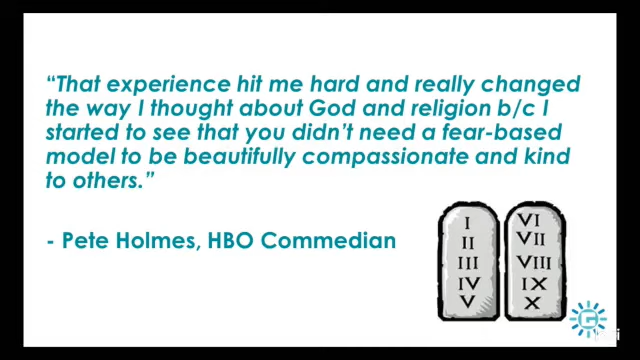 “That experience hit me hard and really changed
the way I thought about God and religion b/c I
started to see that you didn’t need a fear-based
model to be beautifully compassionate and kind
to others.”
- Pete Holmes, HBO Commedian
I
II
III
IV
V
VI
VII
VIII
IX
X
G